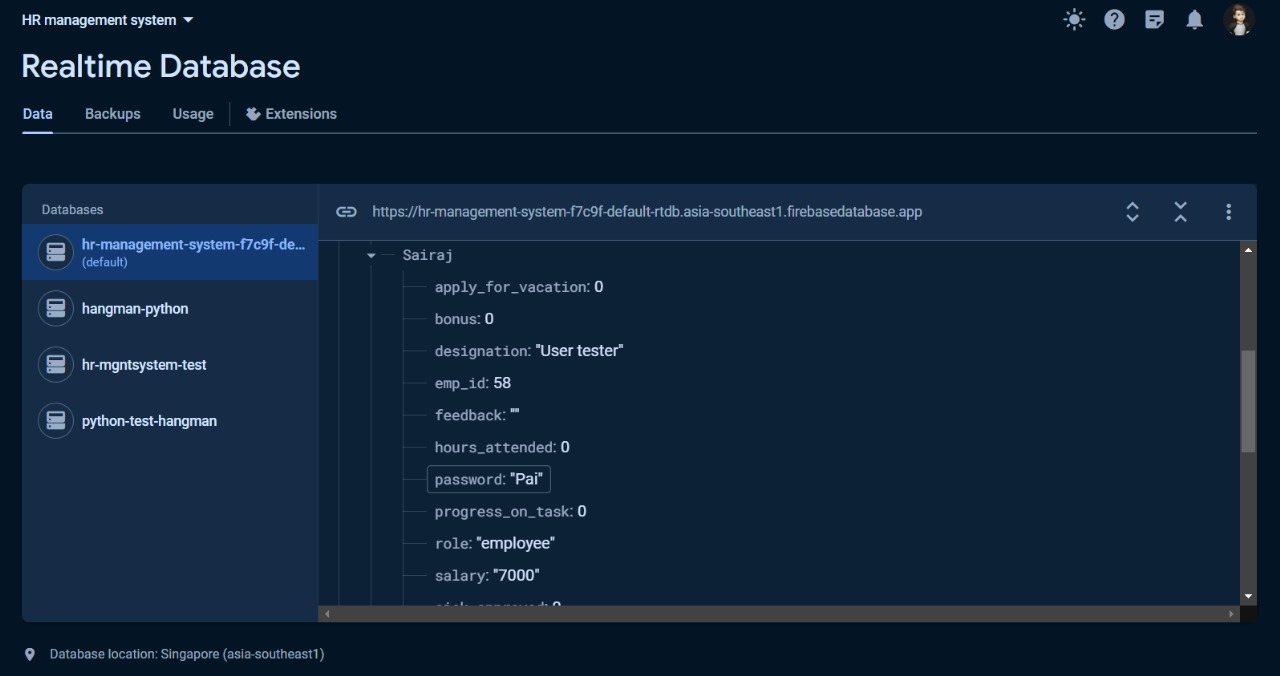 HR management system
Realtime Database
Data Backups Usage Extensions
Databases
hr-management-system-f7c9f-de...
(default)
hangman-python
hr-mgntsystem-test
python-test-hangman
https://hr-management-system-f7c9f-default-rtdb.asia-southeast1.firebasedatabase.app
Sairaj
apply_for_vacation: 0
bonus: 0
designation: "User tester"
emp_id: 58
feedback: ""
hours_attended: 0
password: "Pai"
progress_on_task: 0
role: "employee"
salary: "7000"
Database location: Singapore (asia-southeast1)